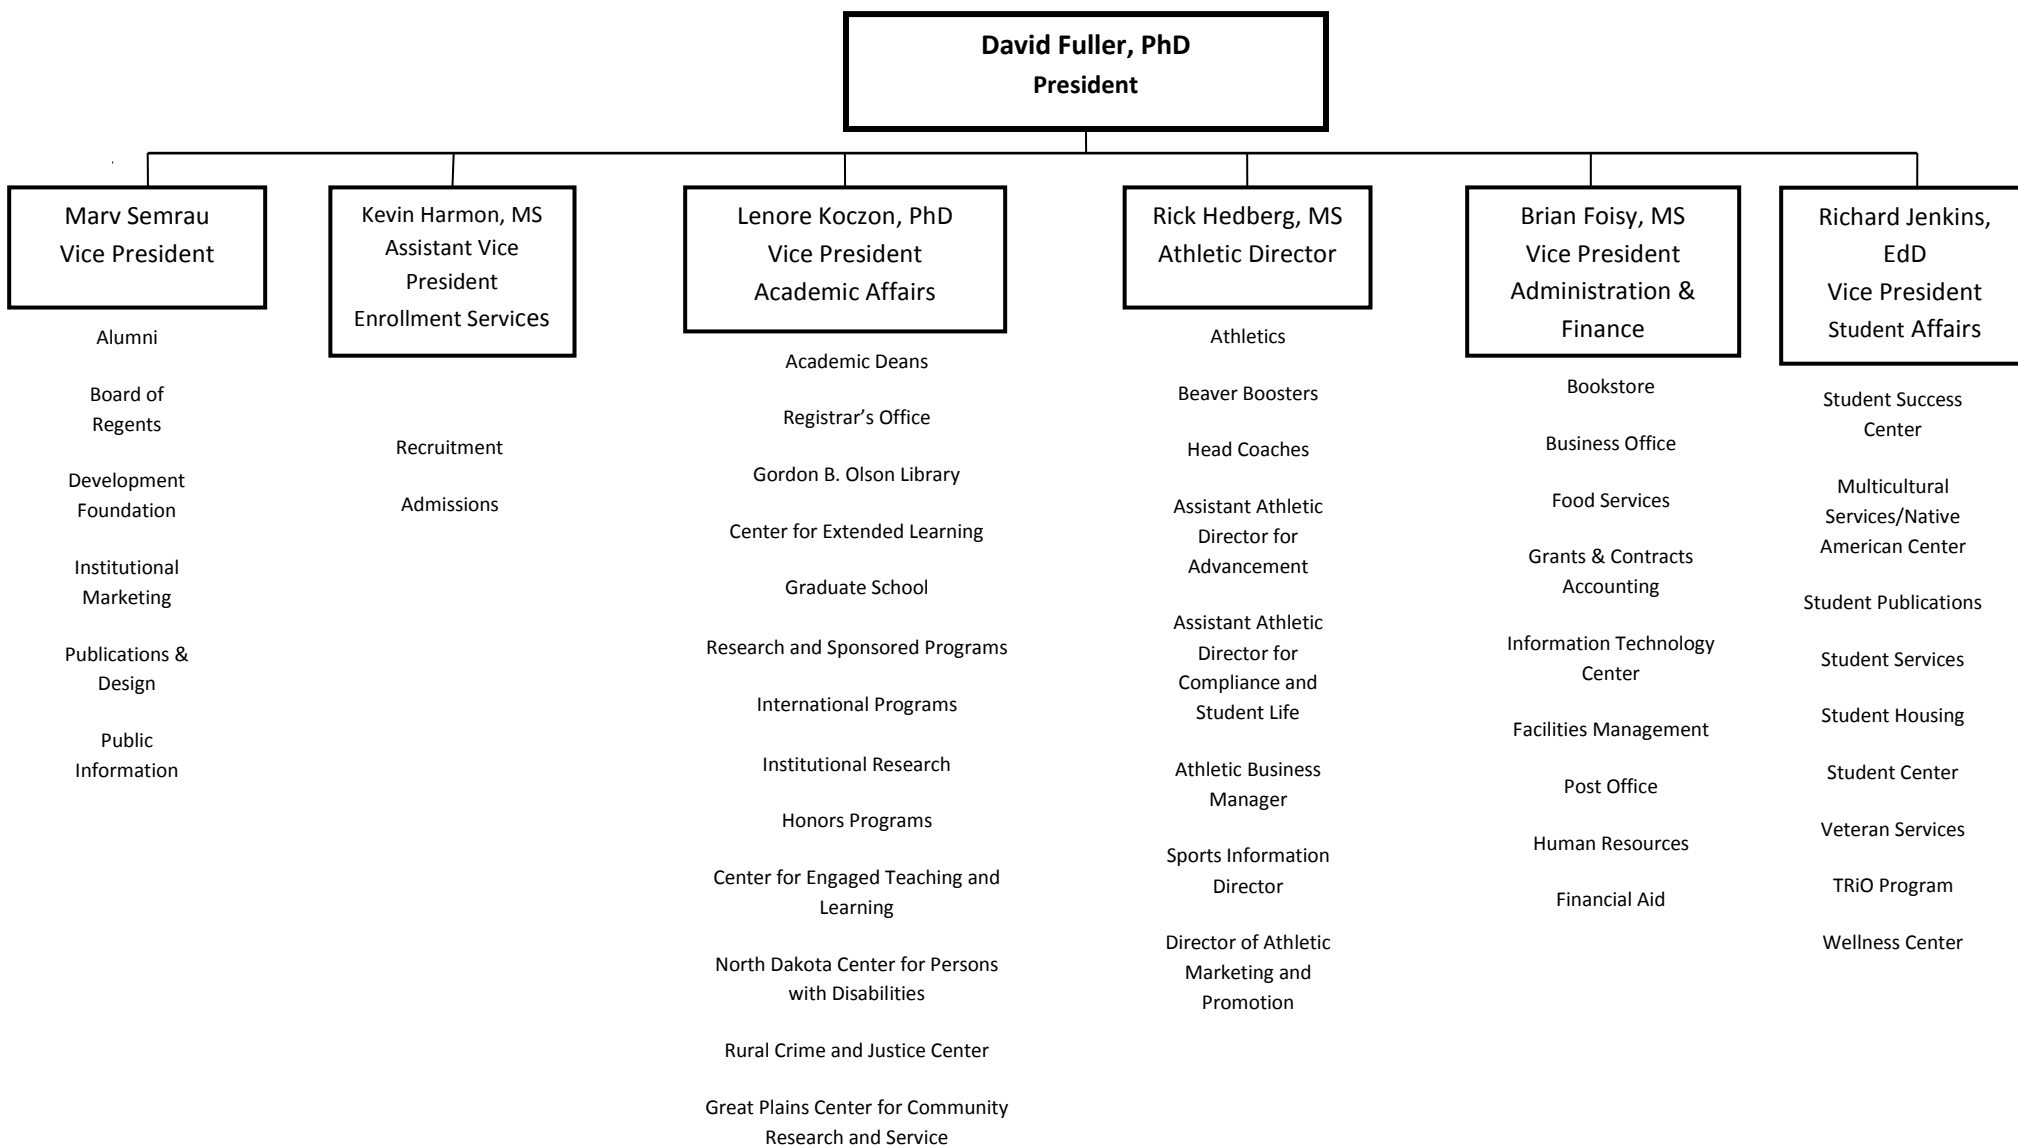 David Fuller, PhD
President
Marv Semrau
Vice President
Alumni
Board of
Regents
Development
Foundation
Institutional
Marketing
Publications &
Design
Public
Information
Kevin Harmon, MS
Assistant Vice
President
Enrollment Services
Recruitment
Admissions
Lenore Koczon, PhD
Vice President
Academic Affairs
Academic Deans
Registrar’s Office
Gordon B. Olson Library
Center for Extended Learning
Graduate School
Research and Sponsored Programs
International Programs
Institutional Research
Honors Programs
Center for Engaged Teaching and
Learning
North Dakota Center for Persons
with Disabilities
Rural Crime and Justice Center
Great Plains Center for Community
Research and Service
Rick Hedberg, MS
Athletic Director
Athletics
Beaver Boosters
Head Coaches
Assistant Athletic
Director for
Advancement
Assistant Athletic
Director for
Compliance and
Student Life
Athletic Business
Manager
Sports Information
Director
Director of Athletic
Marketing and
Promotion
Brian Foisy, MS
Vice President
Administration &
Finance
Bookstore
Business Office
Food Services
Grants & Contracts
Accounting
Information Technology
Center
Facilities Management
Post Office
Human Resources
Financial Aid
Richard Jenkins,
EdD
Vice President
Student Affairs
Student Success
Center
Multicultural
Services/Native
American Center
Student Publications
Student Services
Student Housing
Student Center
Veteran Services
TRiO Program
Wellness Center